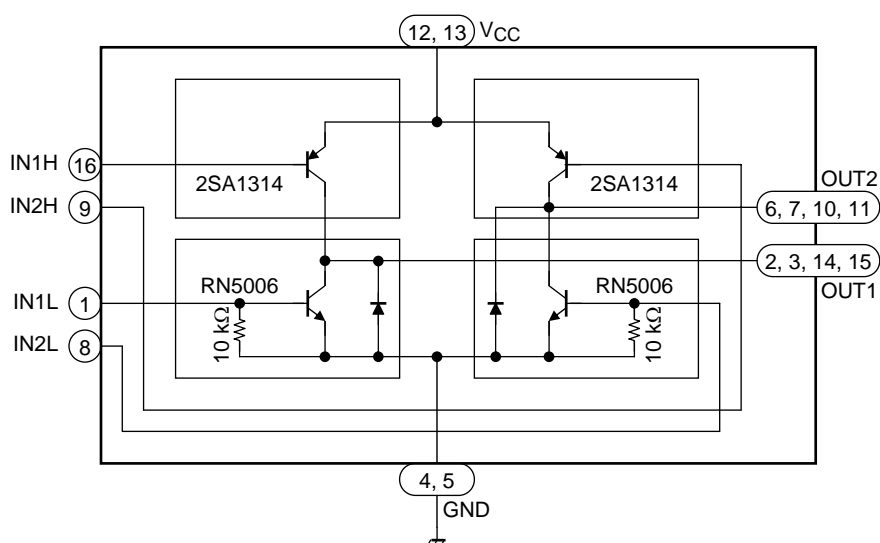 12, 13 VCC
IN1H 16
2SA1314
2SA1314
OUT2
IN2H 9
6, 7, 10, 11
2, 3, 14, 15
OUT1
RN5006
RN5006
IN1L 1
10 kΩ
10 kΩ
IN2L 8
4, 5
GND